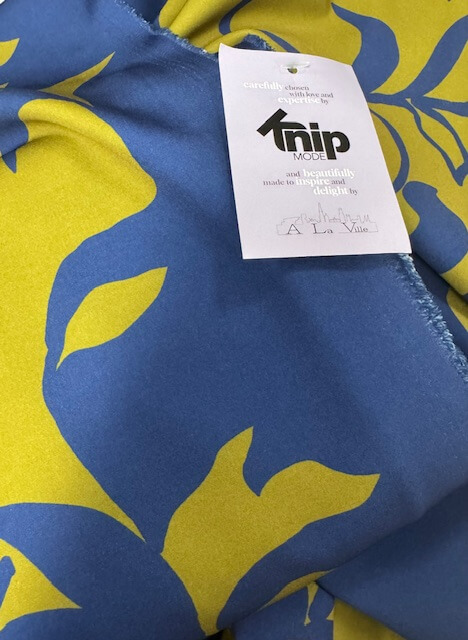 carefully chosen
with love and
expertise by
knip
MODE
and beautifully
made to inspire and
delight by
A La Ville